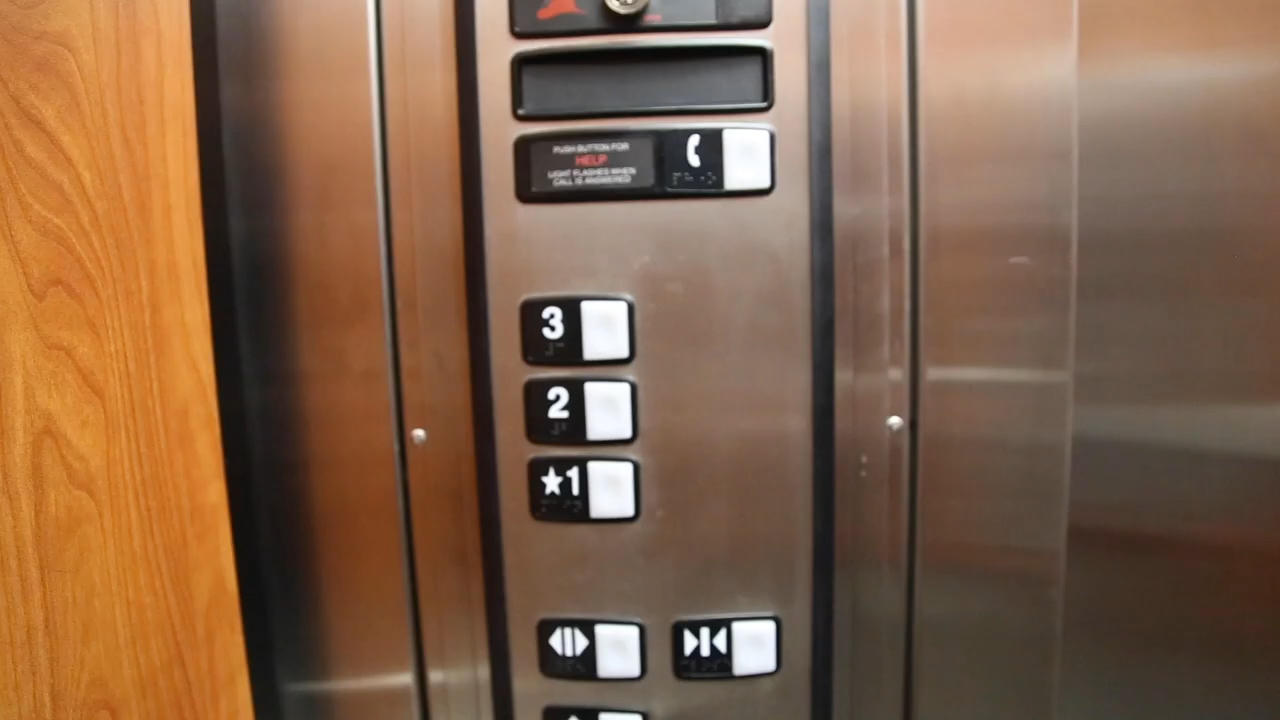 PUSH BUTTON FOR
HELP
LIGHT FLASHES WHEN
CALL IS ANSWERED
3
2
★1